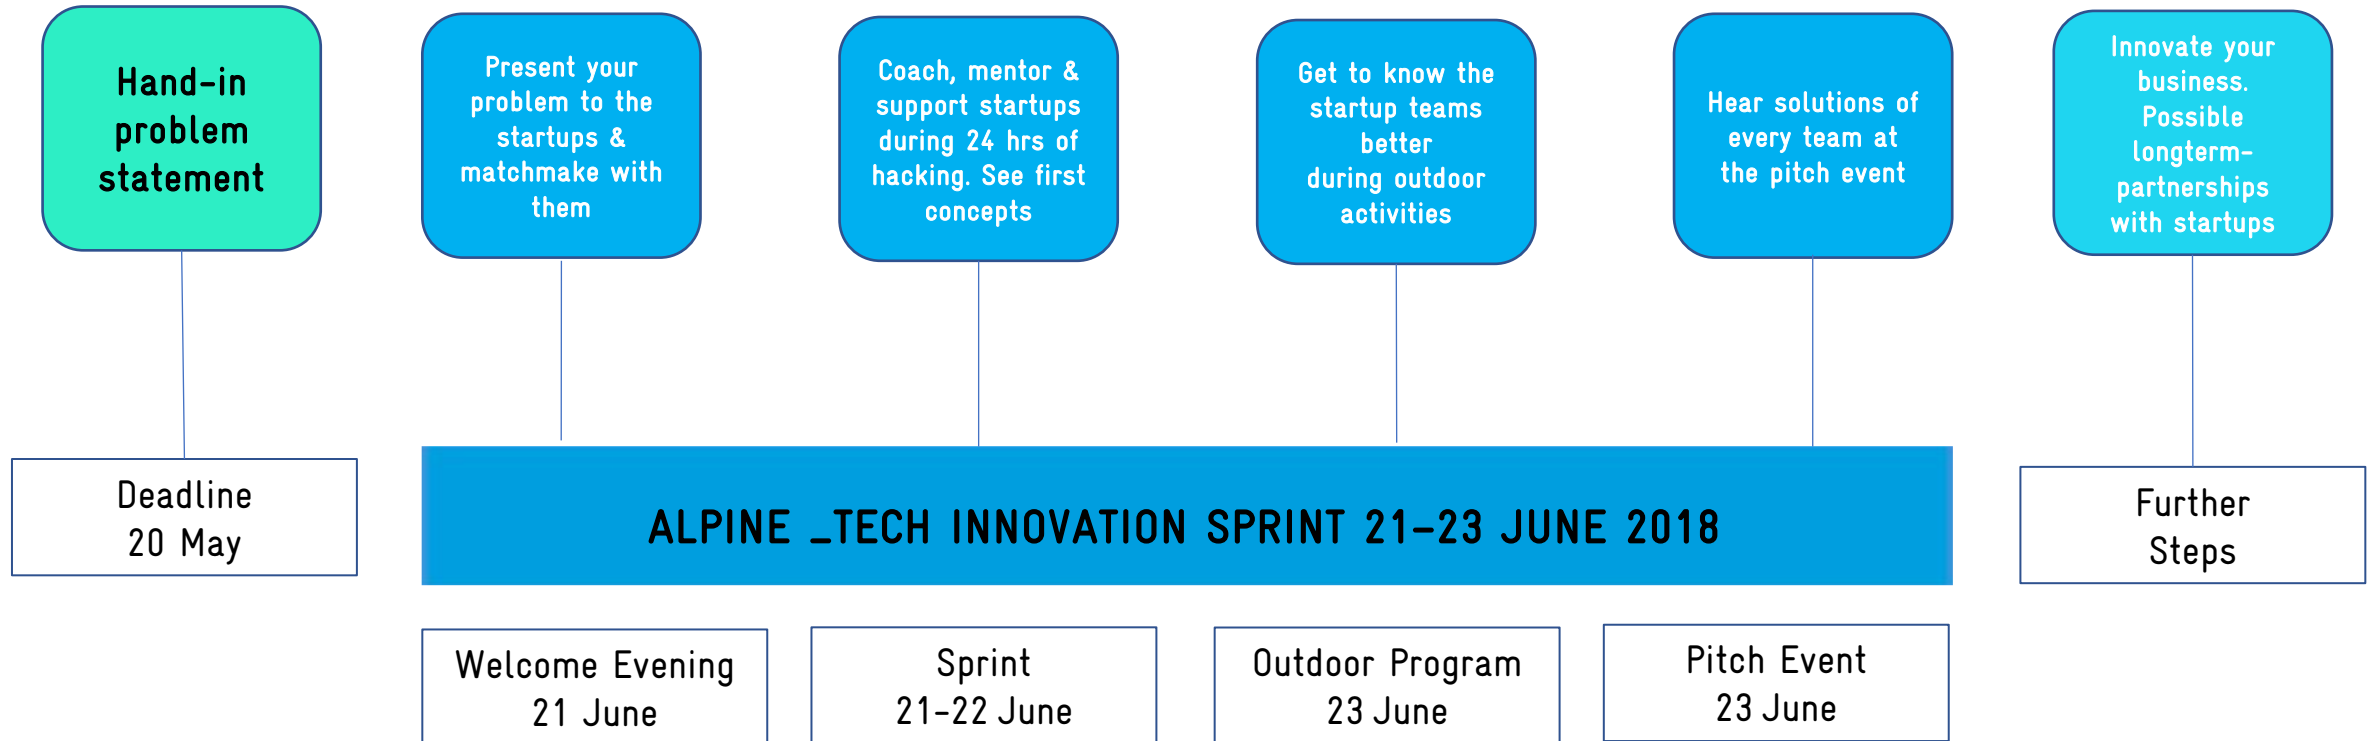 Hand-in
problem
statement
Present your
problem to the
startups &
matchmake with
them
Coach, mentor &
support startups
during 24 hrs of
hacking. See first
concepts
Get to know the
startup teams
better
during outdoor
activities
Hear solutions of
every team at
the pitch event
Innovate your
business.
Possible
longterm-
partnerships
with startups
Deadline
20 May
ALPINE _TECH INNOVATION SPRINT 21-23 JUNE 2018
Further
Steps
Welcome Evening
21 June
Sprint
21-22 June
Outdoor Program
23 June
Pitch Event
23 June